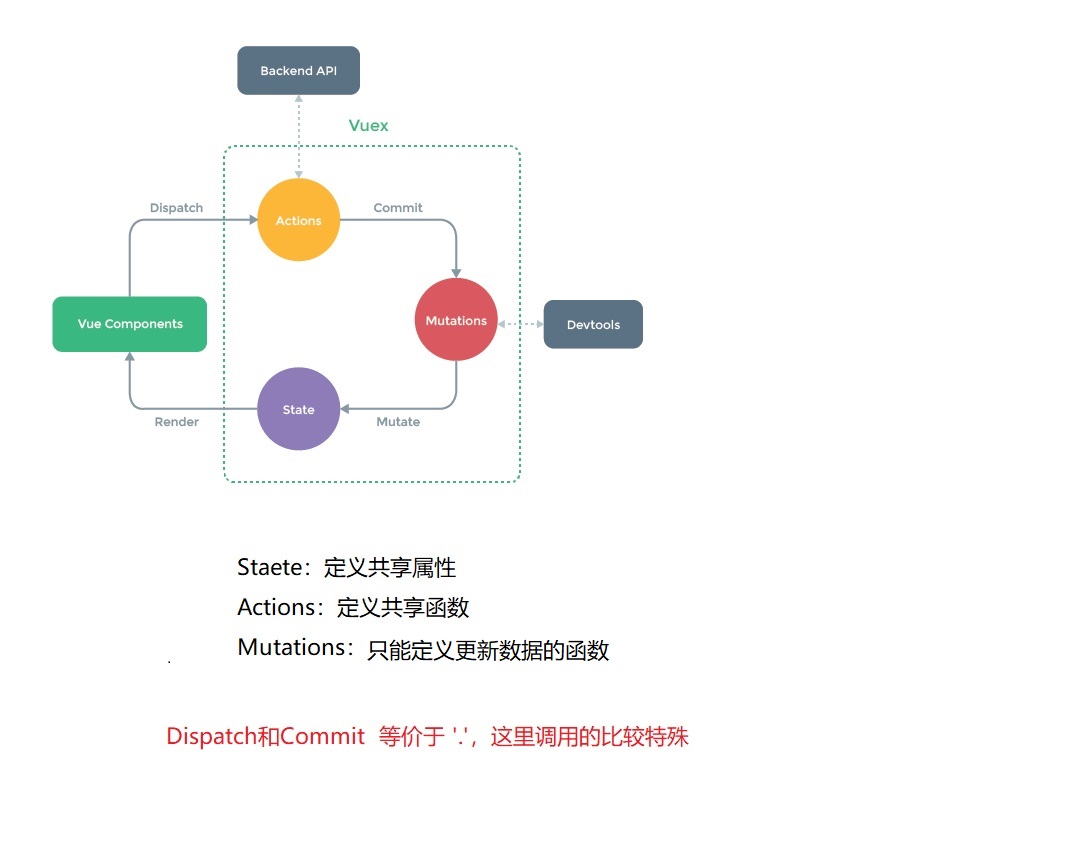 Backend API
Vuex
Dispatch
Commit
Actions
Mutations
Vue Components
Devtools
State
Render
Mutate
Staete：定义共享属性
Actions：定义共享函数
Mutations：只能定义更新数据的函数
.
Dispatch和Commit 等价于 '.'，这里调用的比较特殊